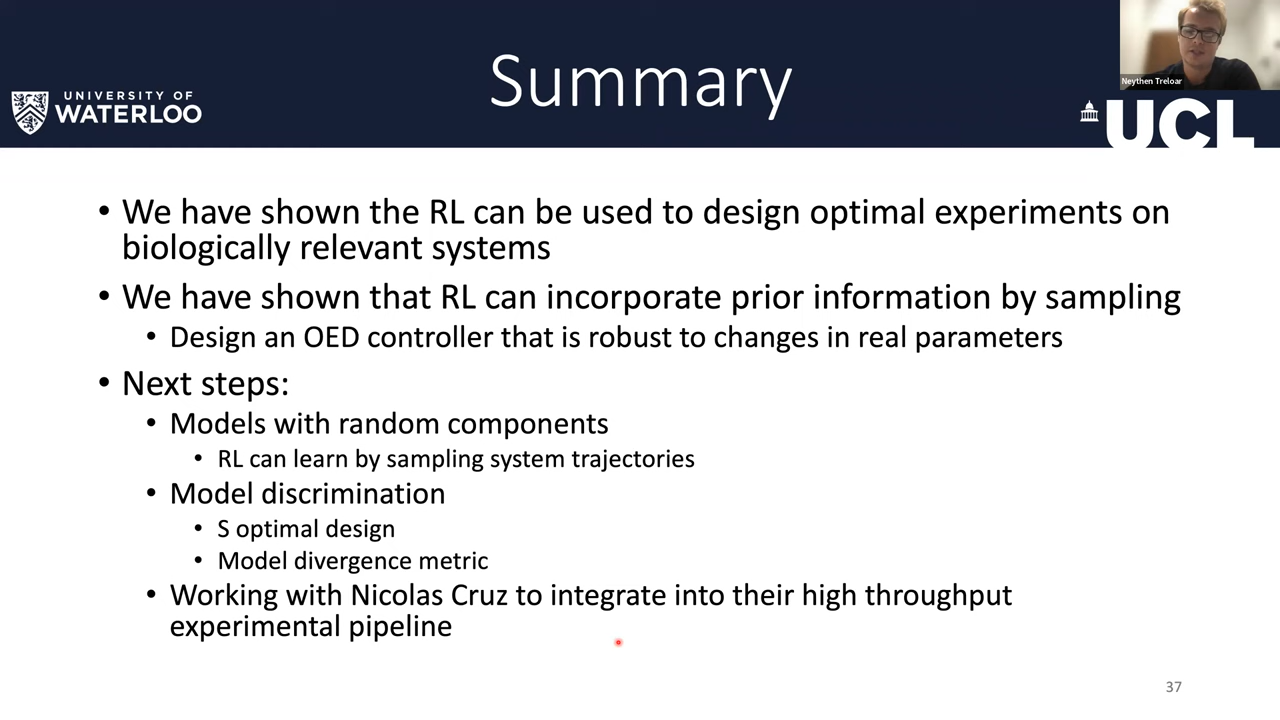 Summary
UNIVERSITY OF
WATERLOO
Neythen Treloar
UCL
• We have shown the RL can be used to design optimal experiments on
biologically relevant systems
• We have shown that RL can incorporate prior information by sampling
• Design an OED controller that is robust to changes in real parameters
• Next steps:
• Models with random components
• RL can learn by sampling system trajectories
• Model discrimination
• S optimal design
• Model divergence metric
• Working with Nicolas Cruz to integrate into their high throughput
experimental pipeline
37